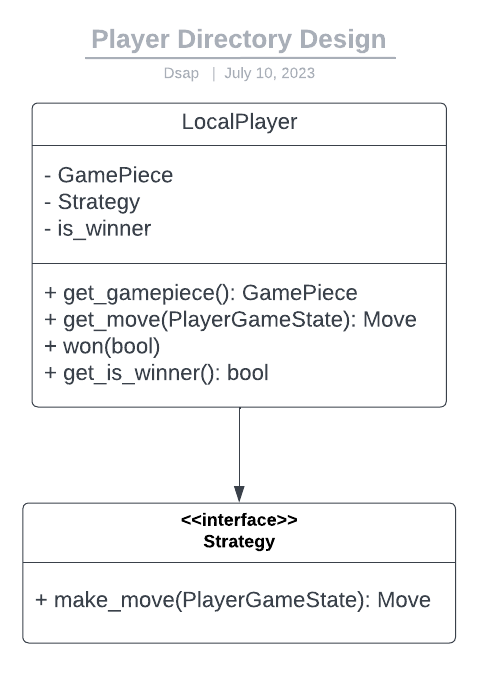 Player Directory Design
Dsap | July 10, 2023
LocalPlayer
- GamePiece
- Strategy
- is_winner
+ get_gamepiece(): GamePiece
+ get_move(PlayerGameState): Move
+ won(bool)
+ get_is_winner(): bool
<<interface>>
Strategy
+ make_move(PlayerGameState): Move